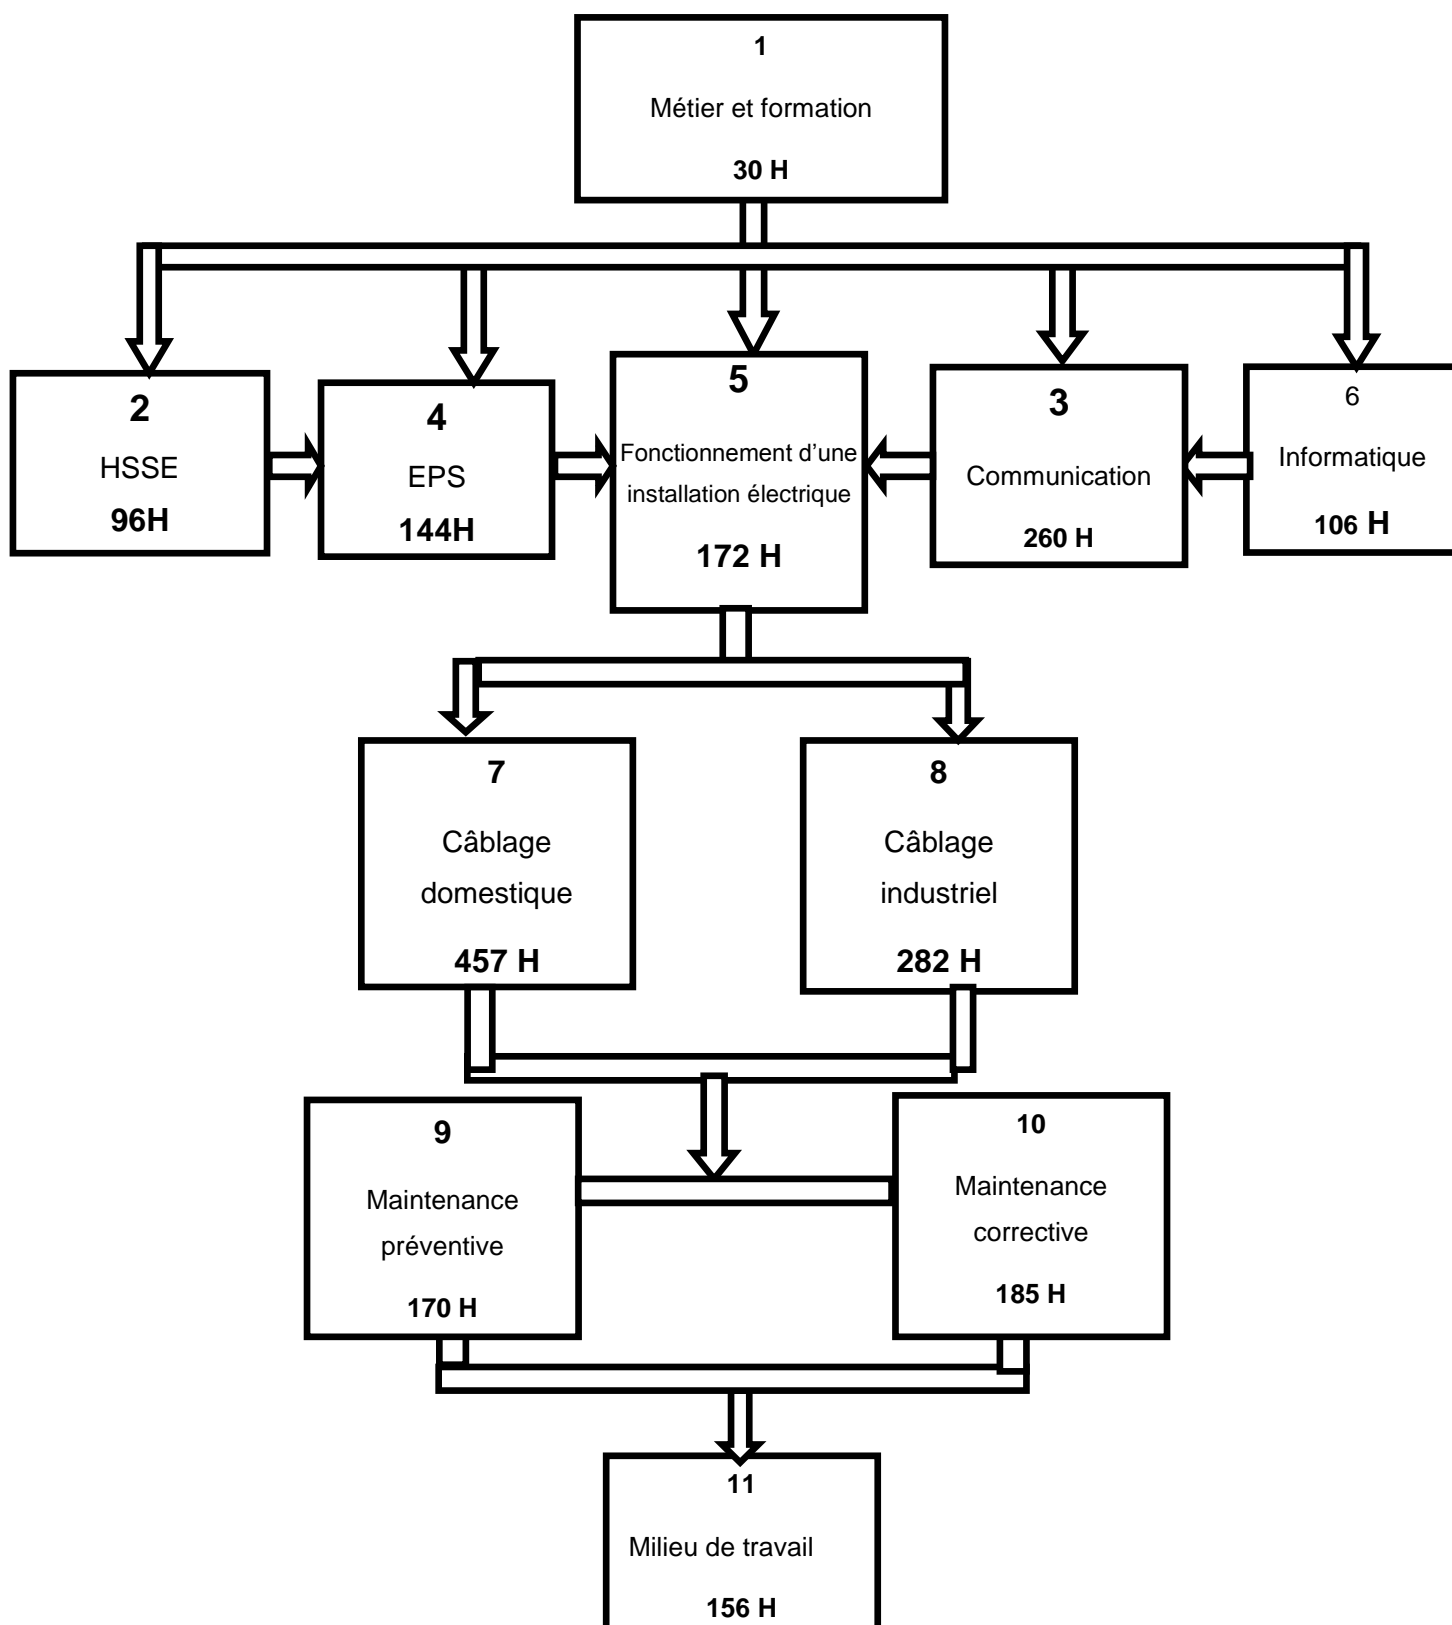 1
Métier et formation
30 H
2
HSSE
96H
4
EPS
144H
5
Fonctionnement d’une
installation électrique
172 H
3
Communication
260 H
6
Informatique
106 H
7
Câblage
domestique
457 H
8
Câblage
industriel
282 H
9
Maintenance
préventive
170 H
10
Maintenance
corrective
185 H
11
Milieu de travail
156 H